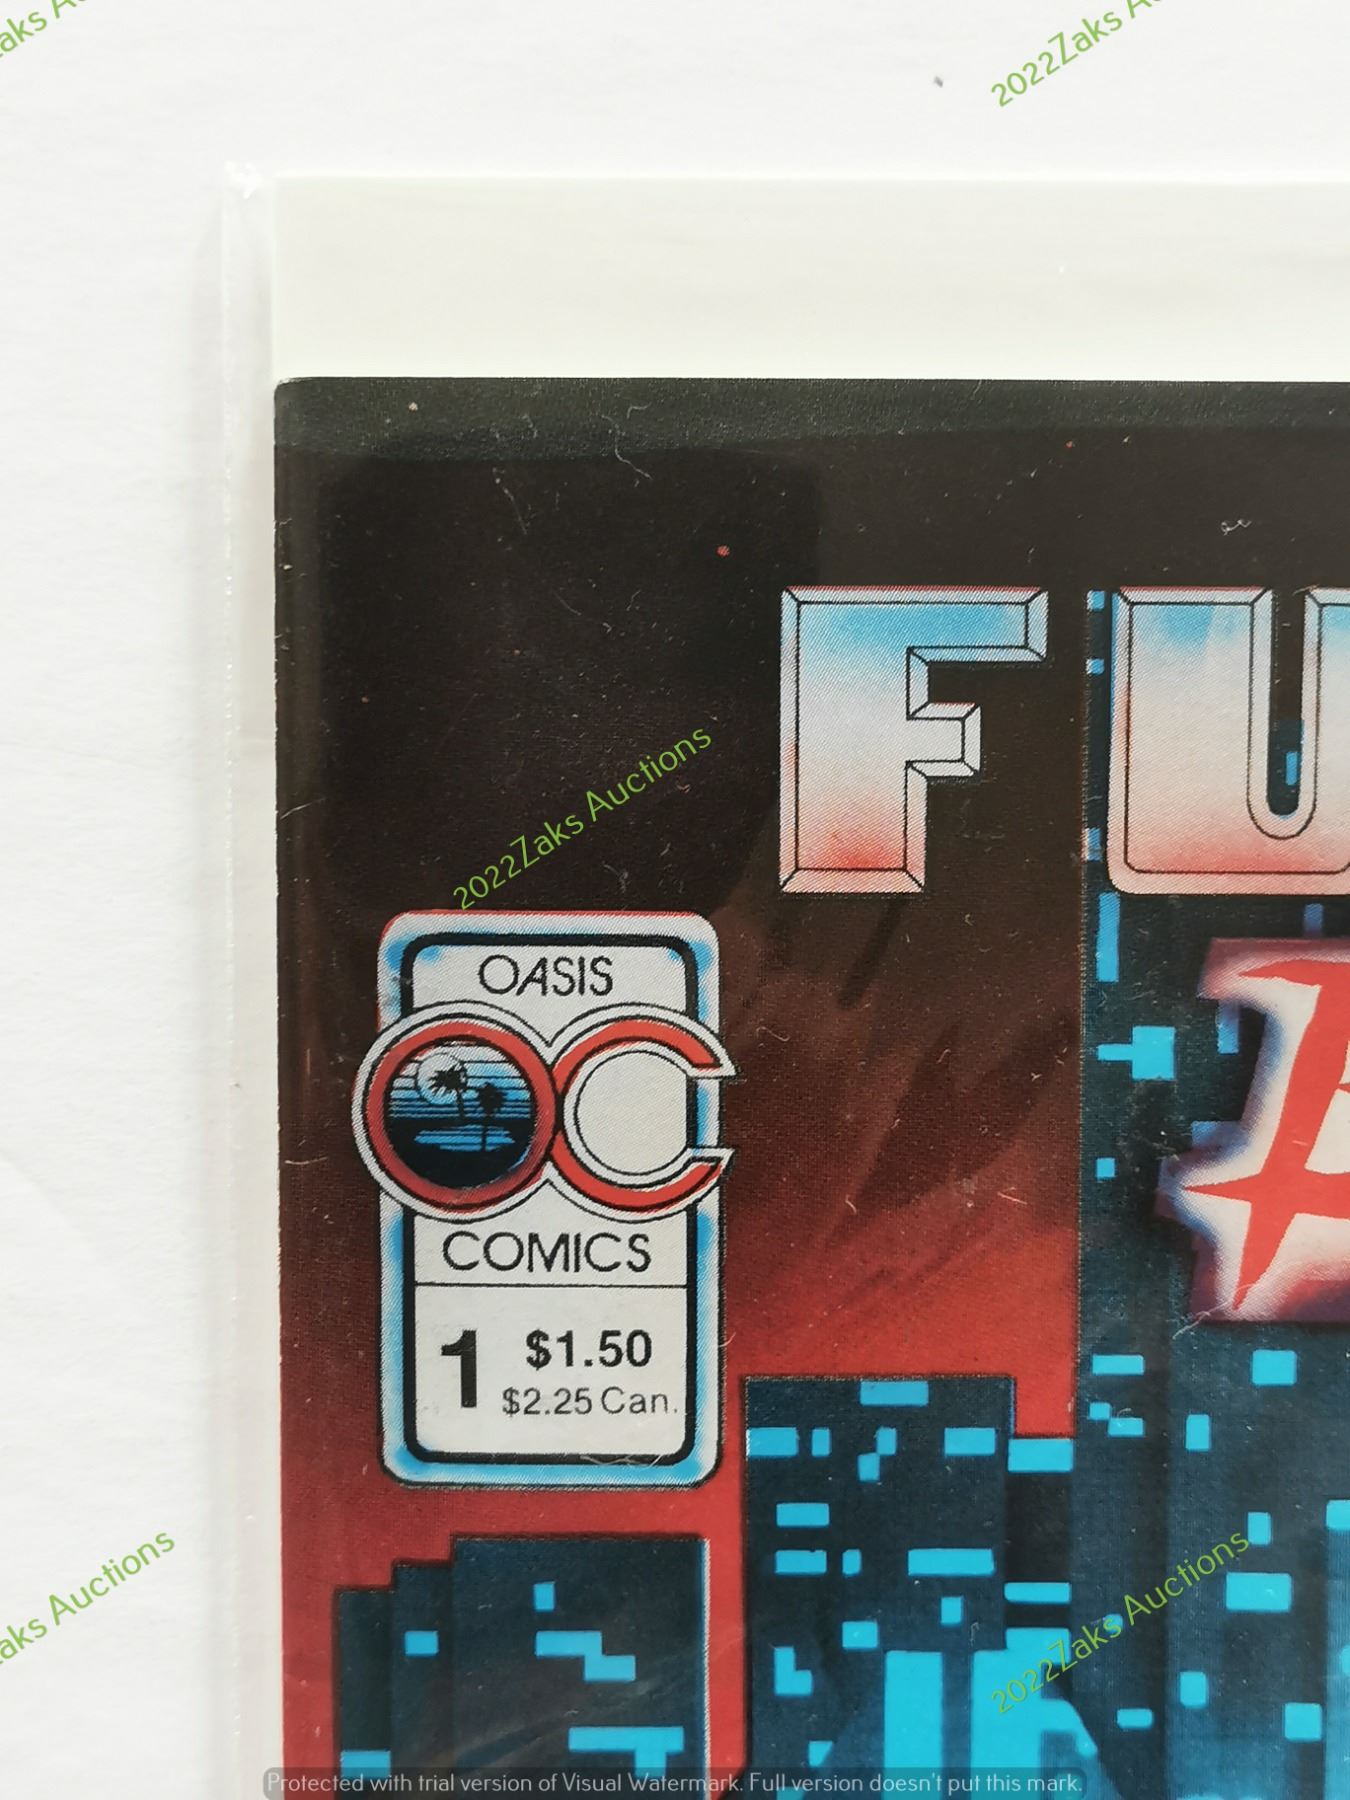 2022Zaks A
FU
2022Zaks Auctions
OASIS
OC
COMICS
1 $1.50
$2.25 Can.
aks Auctions
2022Zaks Auctions
Protected with trial version of Visual Watermark. Full version doesn't put this mark.